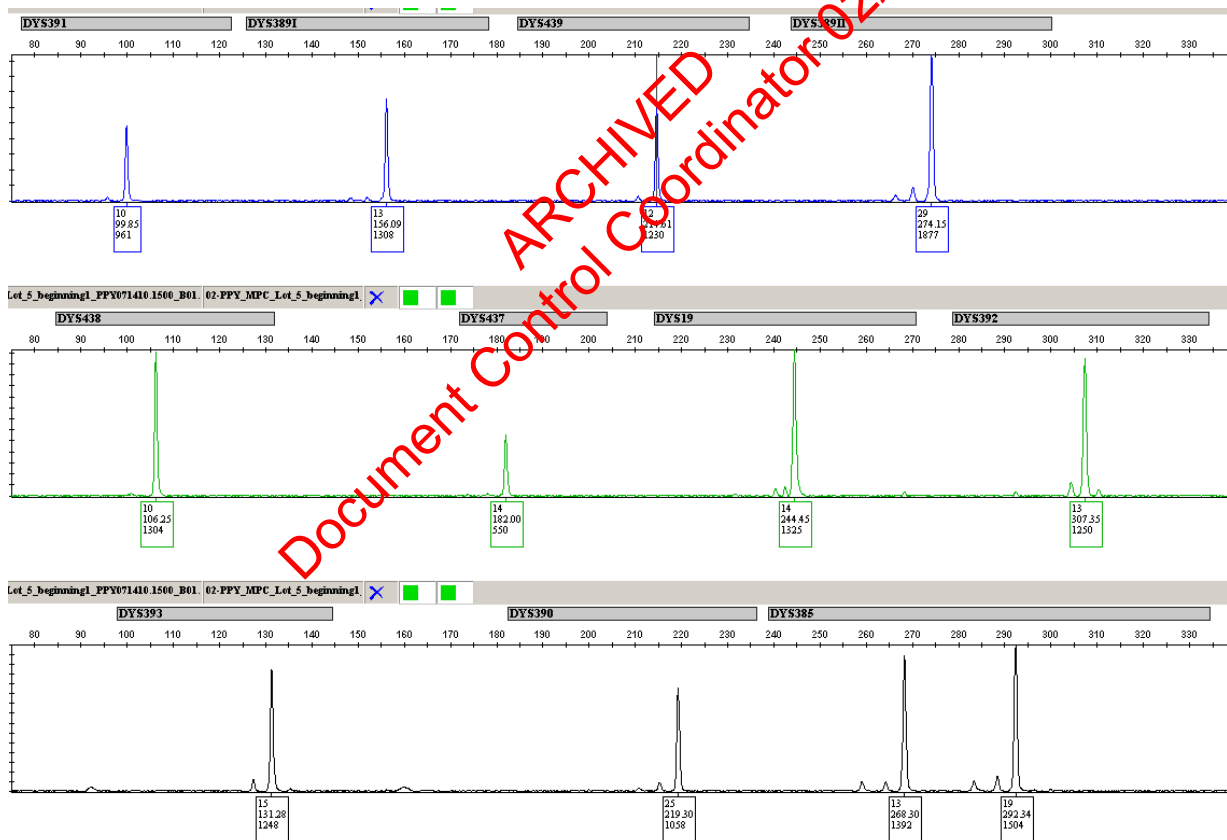 DYS391 DYS389I DYS439 DYS389II
80 90 100 110 120 130 140 150 160 170 180 190 200 210 220 230 240 250 260 270 280 290 300 310 320 330
10 13 12 29
99.85 156.09 274.15
961 1308 1230 1877
Lot_5_beginning1_PPY071410.1500_B01. 02-PPY_MPC_Lot_5_beginning1_
DYS438 DYS437 DYS19 DYS392
80 90 100 110 120 130 140 150 160 170 180 190 200 210 220 230 240 250 260 270 280 290 300 310 320 330
10 14 14 13
106.25 182.00 244.45 307.35
1304 550 1325 1250
Lot_5_beginning1_PPY071410.1500_B01. 02-PPY_MPC_Lot_5_beginning1_
DYS393 DYS390 DYS385
80 90 100 110 120 130 140 150 160 170 180 190 200 210 220 230 240 250 260 270 280 290 300 310 320 330
15 25 13 19
131.28 219.30 268.30 292.34
1248 1058 1392 1504
ARCHIVED
Document Control Coordinator